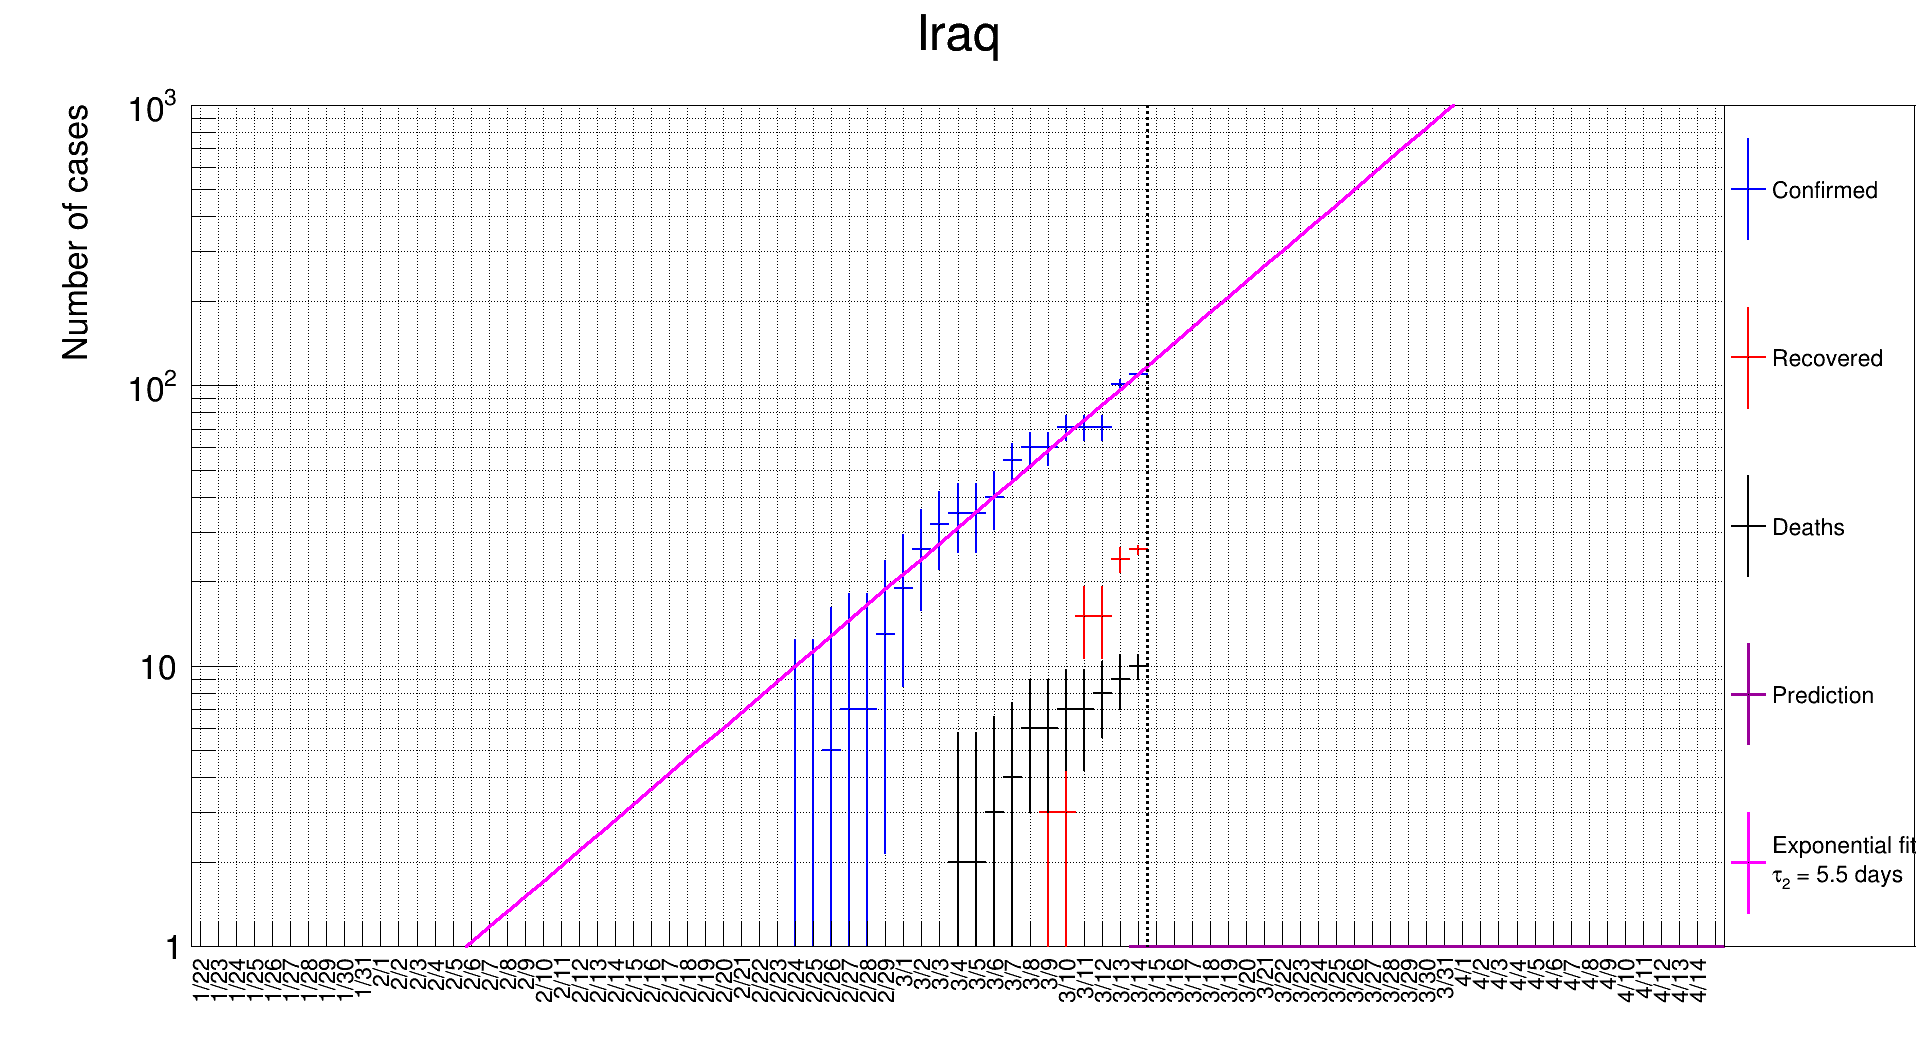 Iraq
Number of cases
10³
10²
10
1
1/22 1/23 1/24 1/25 1/26 1/27 1/28 1/29 1/30 1/31 2/1 2/2 2/3 2/4 2/5 2/6 2/7 2/8 2/9 2/10 2/11 2/12 2/13 2/14 2/15 2/16 2/17 2/18 2/19 2/20 2/21 2/22 2/23 2/24 2/25 2/26 2/27 2/28 2/29 3/1 3/2 3/3 3/4 3/5 3/6 3/7 3/8 3/9 3/10 3/11 3/12 3/13 3/14 3/15 3/16 3/17 3/18 3/19 3/20 3/21 3/22 3/23 3/24 3/25 3/26 3/27 3/28 3/29 3/30 3/31 4/1 4/2 4/3 4/4 4/5 4/6 4/7 4/8 4/9 4/10 4/11 4/12 4/13 4/14
Confirmed
Recovered
Deaths
Prediction
Exponential fit
τ₂ = 5.5 days